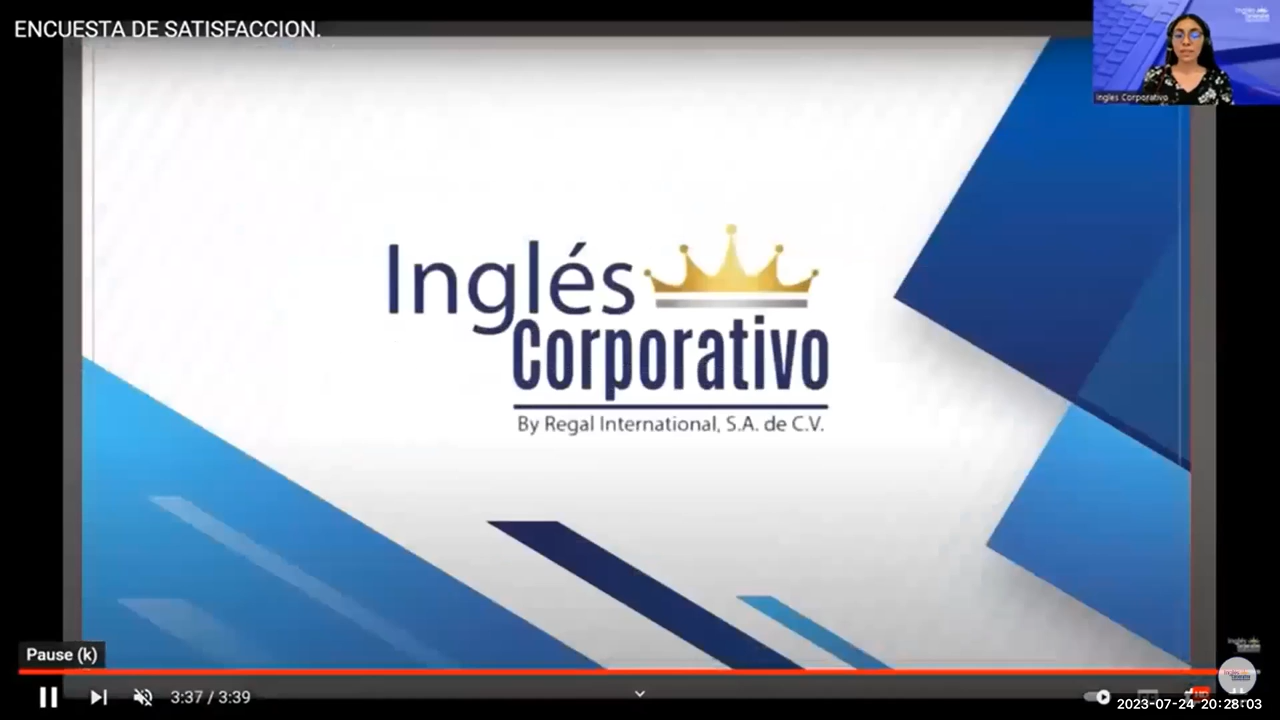 ENCUESTA DE SATISFACCION.
Ingles Corporativo
Inglés
Corporativo
By Regal International, S.A. de C.V.
Pause (k)
3:37 / 3:39
HD
2023-07-24 20:28:03